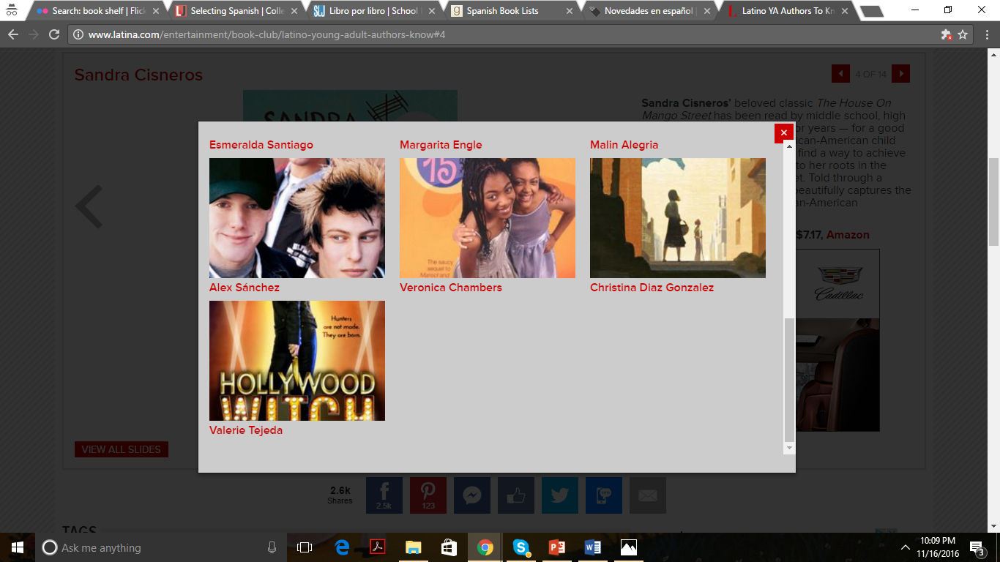 Search: book shelf | Flick
Selecting Spanish | Colle
Libro por libro | School
Spanish Book Lists
Novedades en español |
Latino YA Authors To Kn
www.latina.com/entertainment/book-club/latino-young-adult-authors-know#4
Sandra Cisneros
4 OF 14
SANDRA
Sandra Cisneros' beloved classic The House On
Mango Street has been read by middle school, high
or years — for a good
can-American child
find a way to achieve
to her roots in the
et. Told through a
beautifully captures the
an-American
$7.17, Amazon
Esmeralda Santiago
Margarita Engle
Malin Alegria
15
The saucy
sequel to
Marisol and
Alex Sánchez
Veronica Chambers
Christina Diaz Gonzalez
Hunters
are not made.
They are born.
HOLLYWOOD
WITCH
Valerie Tejeda
Cadillac
VIEW ALL SLIDES
2.6k
Shares
2.5k
123
TAGS
Ask me anything
10:09 PM
11/16/2016
3